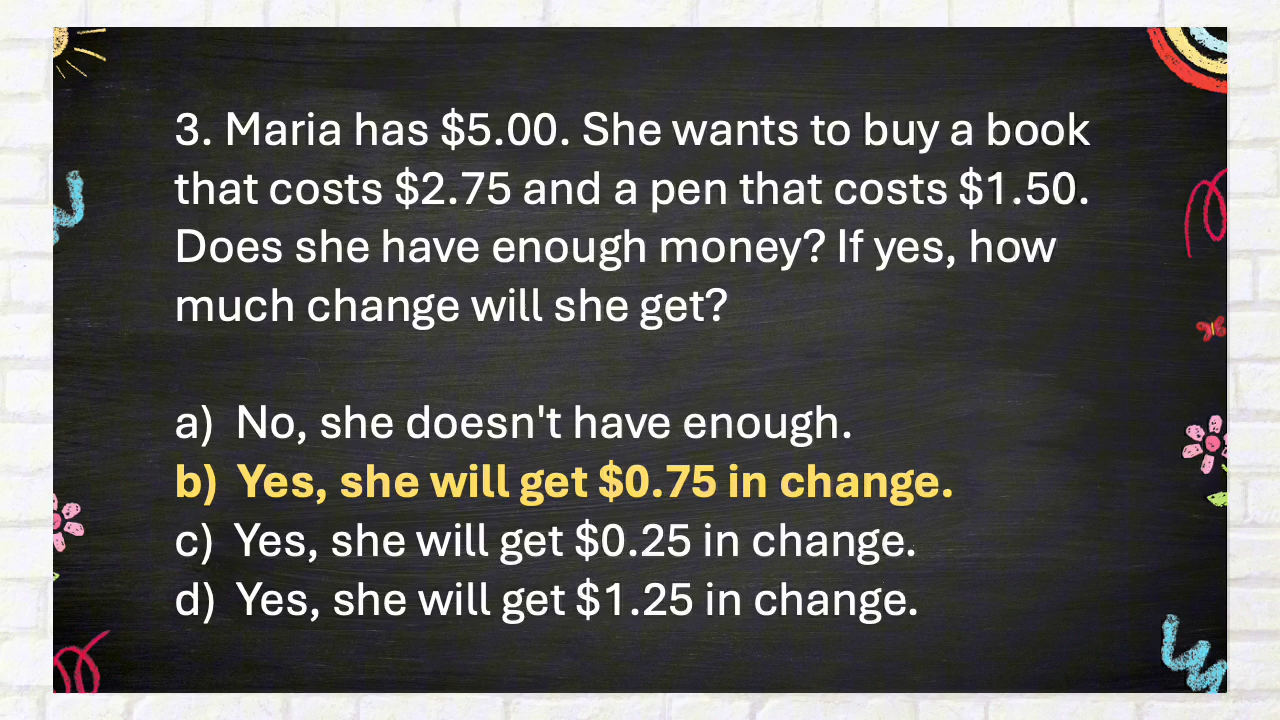 3. Maria has $5.00. She wants to buy a book
that costs $2.75 and a pen that costs $1.50.
Does she have enough money? If yes, how
much change will she get?
a) No, she doesn't have enough.
b) Yes, she will get $0.75 in change.
c) Yes, she will get $0.25 in change.
d) Yes, she will get $1.25 in change.